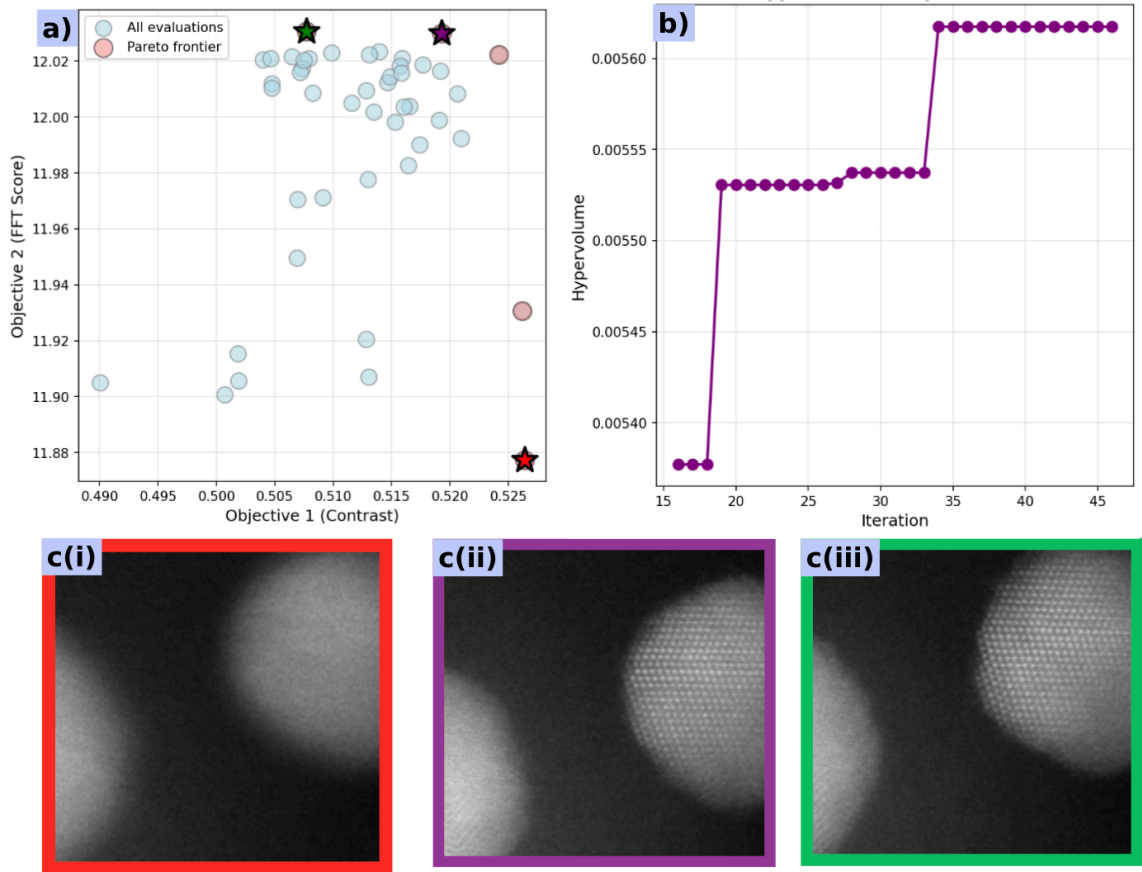 a)
All evaluations
Pareto frontier
12.02
12.00
11.98
11.96
11.94
11.92
11.90
11.88
Objective 2 (FFT Score)
0.490 0.495 0.500 0.505 0.510 0.515 0.520 0.525
Objective 1 (Contrast)
b)
0.00560
0.00555
0.00550
0.00545
0.00540
Hypervolume
15 20 25 30 35 40 45
Iteration
c(i)
c(ii)
c(iii)